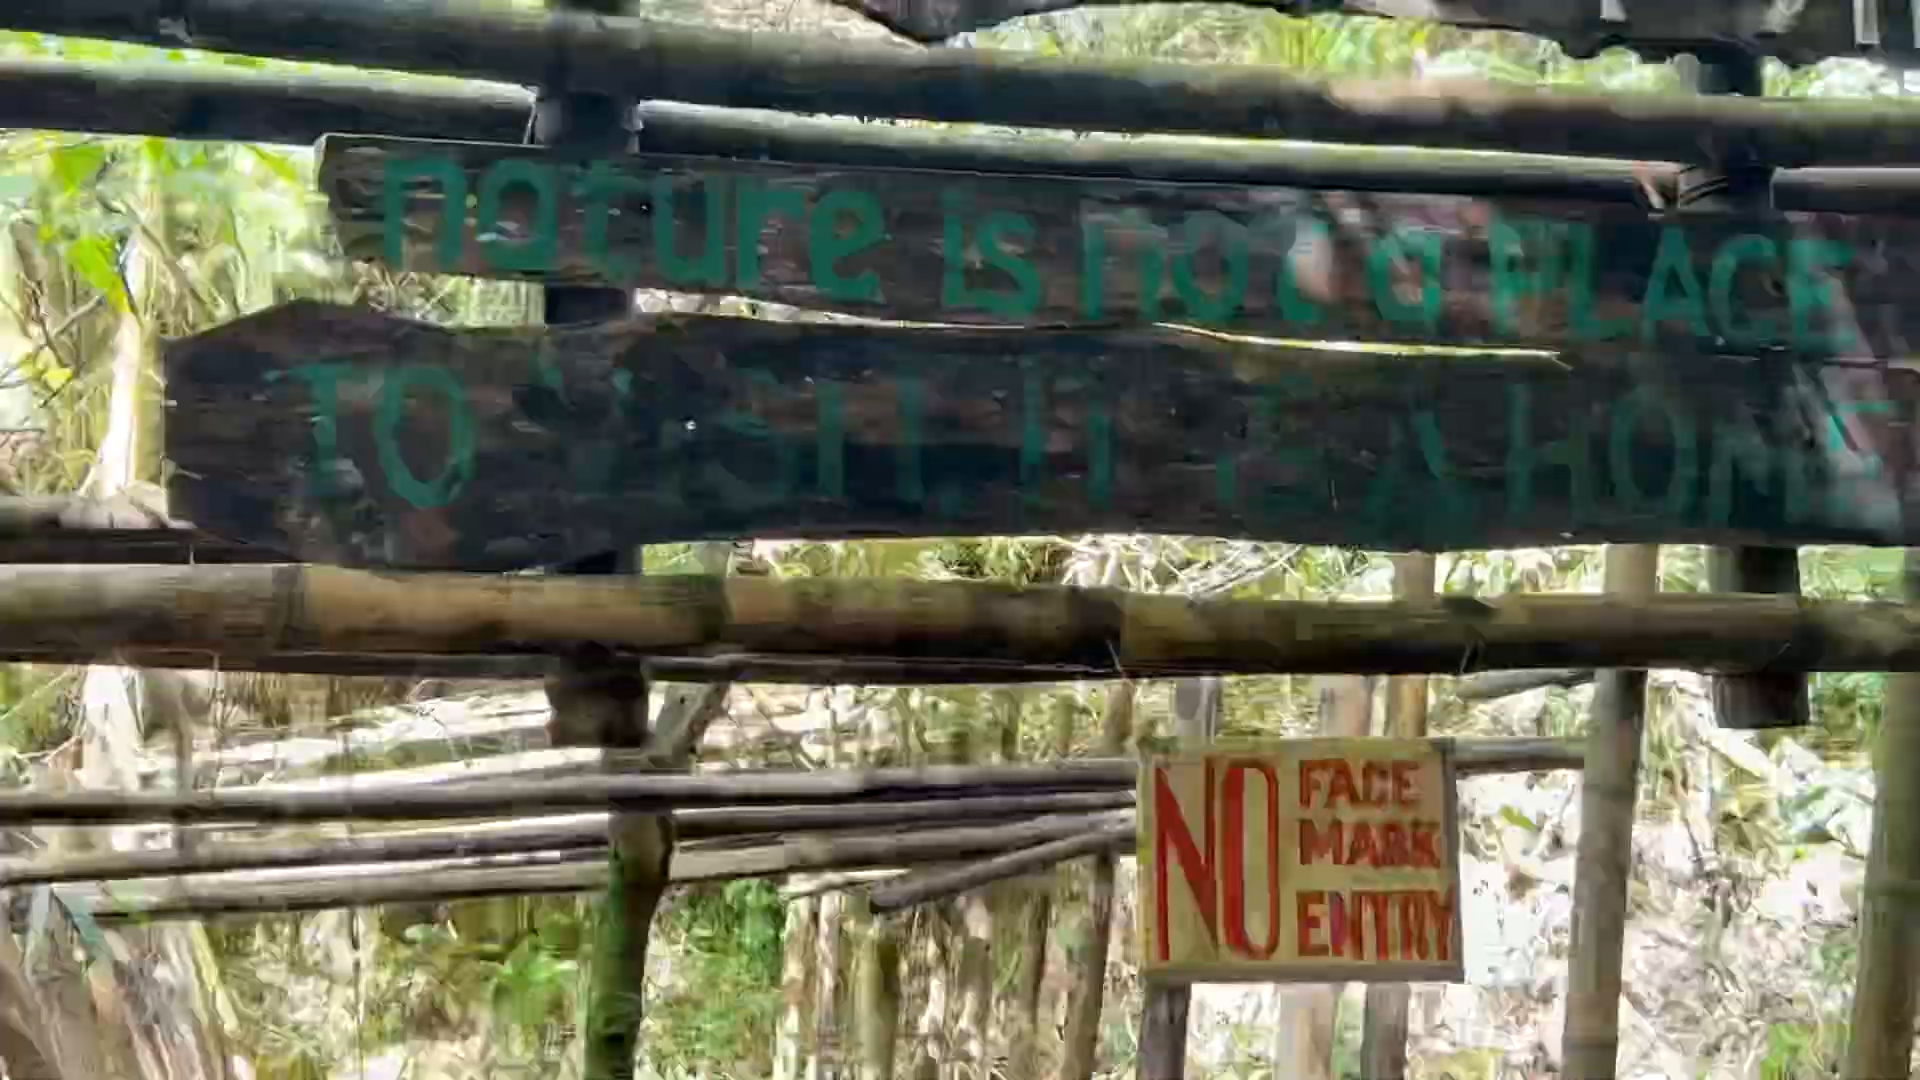 nature is not a PLACE
TO Visit. It is A HOME
NO FACE
MARK
ENTRY